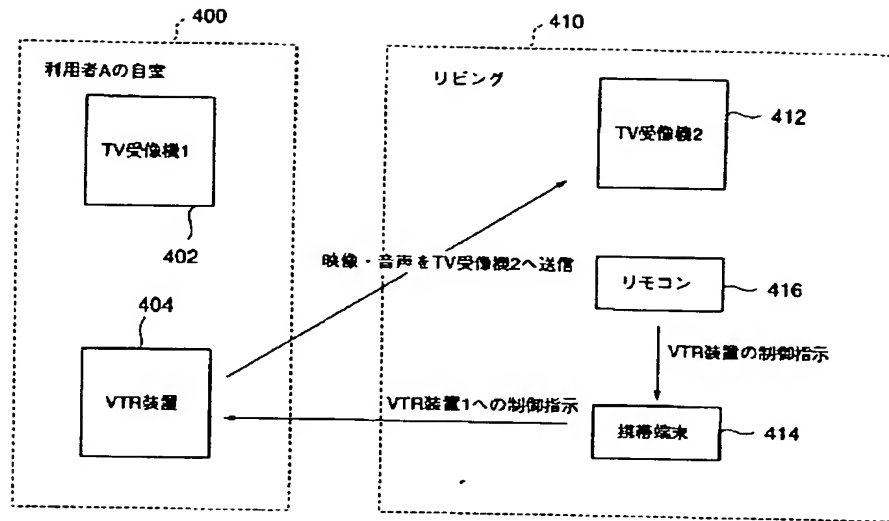 400
410
利用者Aの自室
リビング
TV受像機1
402
TV受像機2
412
映像・音声をTV受像機2へ送信
リモコン
416
404
VTR装置
VTR装置の制御指示
VTR装置1への制御指示
携帯端末
414